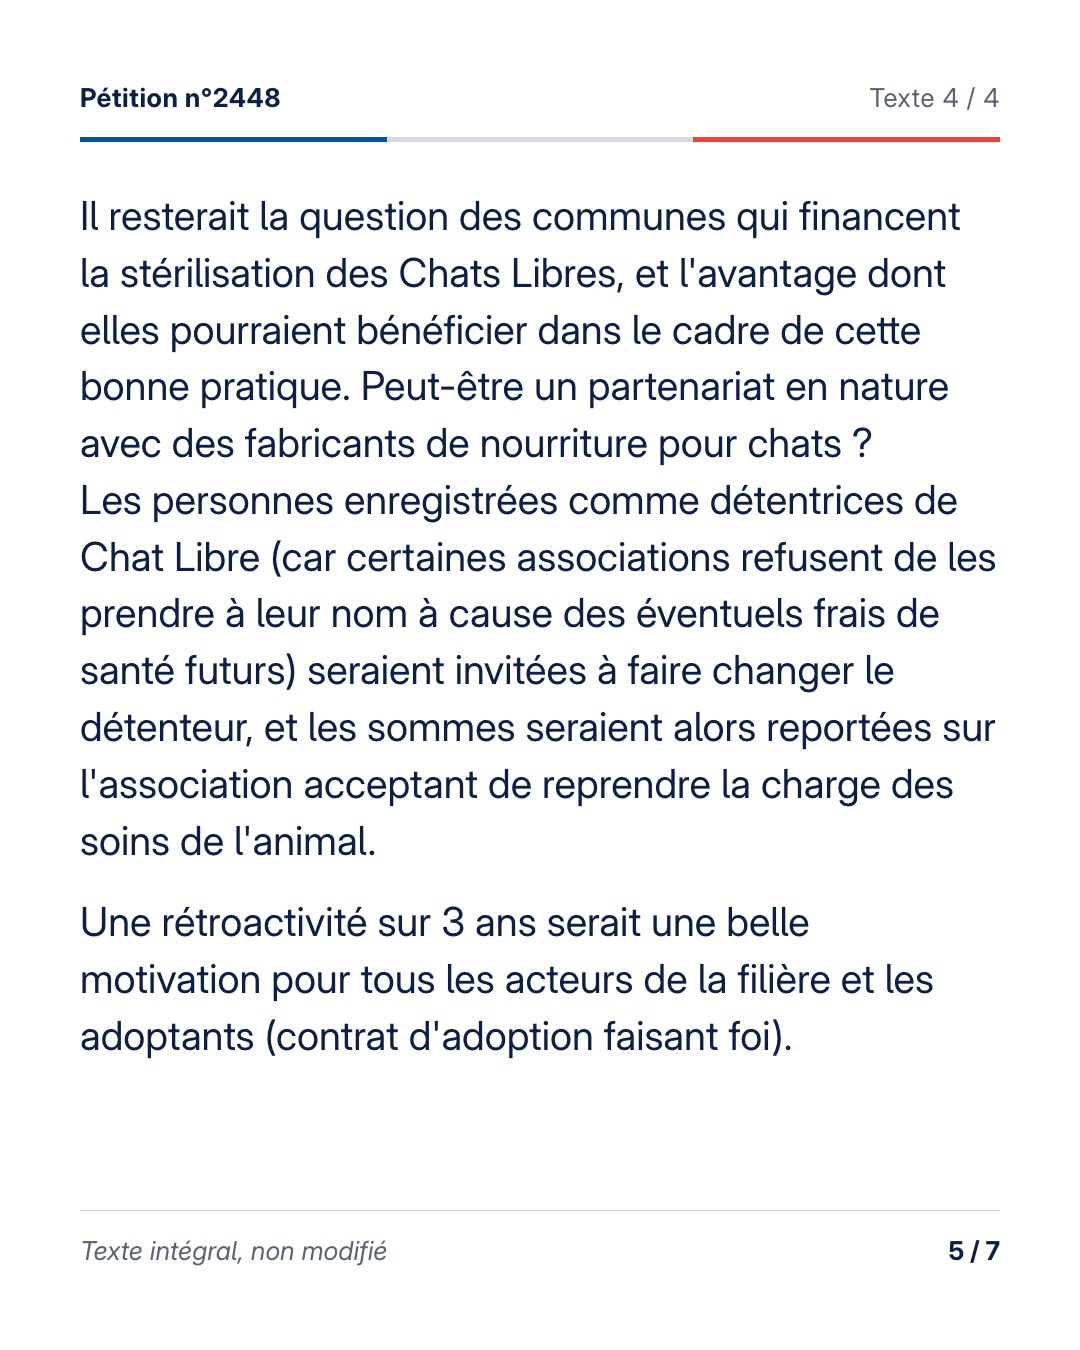 Pétition n°2448
Texte 4 / 4
Il resterait la question des communes qui financent
la stérilisation des Chats Libres, et l'avantage dont
elles pourraient bénéficier dans le cadre de cette
bonne pratique. Peut-être un partenariat en nature
avec des fabricants de nourriture pour chats ?
Les personnes enregistrées comme détentrices de
Chat Libre (car certaines associations refusent de les
prendre à leur nom à cause des éventuels frais de
santé futurs) seraient invitées à faire changer le
détenteur, et les sommes seraient alors reportées sur
l'association acceptant de reprendre la charge des
soins de l'animal.
Une rétroactivité sur 3 ans serait une belle
motivation pour tous les acteurs de la filière et les
adoptants (contrat d'adoption faisant foi).
Texte intégral, non modifié
5 / 7